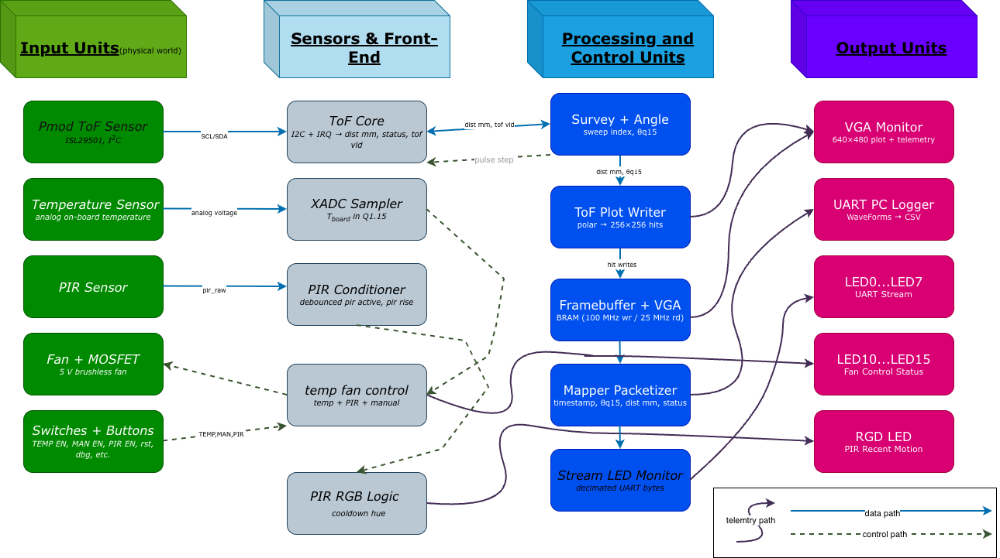 Input Units(physical world)
Sensors & Front-
End
Processing and
Control Units
Output Units
Pmod ToF Sensor
ISL29501, I2C
SCL/SDA
ToF Core
I2C + IRQ → dist mm, status, tof
vld
dist mm, tof vld
Survey + Angle
sweep index, θq15
VGA Monitor
640×480 plot + telemetry
pulse step
dist mm, θq15
Temperature Sensor
analog on-board temperature
analog voltage
XADC Sampler
Tboard in Q1.15
ToF Plot Writer
polar → 256×256 hits
UART PC Logger
WaveForms → CSV
hit writes
PIR Sensor
pir_raw
PIR Conditioner
debounced pir active, pir rise
Framebuffer + VGA
BRAM (100 MHz wr / 25 MHz rd)
LED0...LED7
UART Stream
Fan + MOSFET
5 V brushless fan
temp fan control
temp + PIR + manual
Mapper Packetizer
timestamp, θq15, dist mm, status
LED10...LED15
Fan Control Status
Switches + Buttons
TEMP EN, MAN EN, PIR EN, rst,
dbg, etc.
TEMP,MAN,PIR
PIR RGB Logic
cooldown hue
Stream LED Monitor
decimated UART bytes
RGD LED
PIR Recent Motion
telemtry path
data path
control path